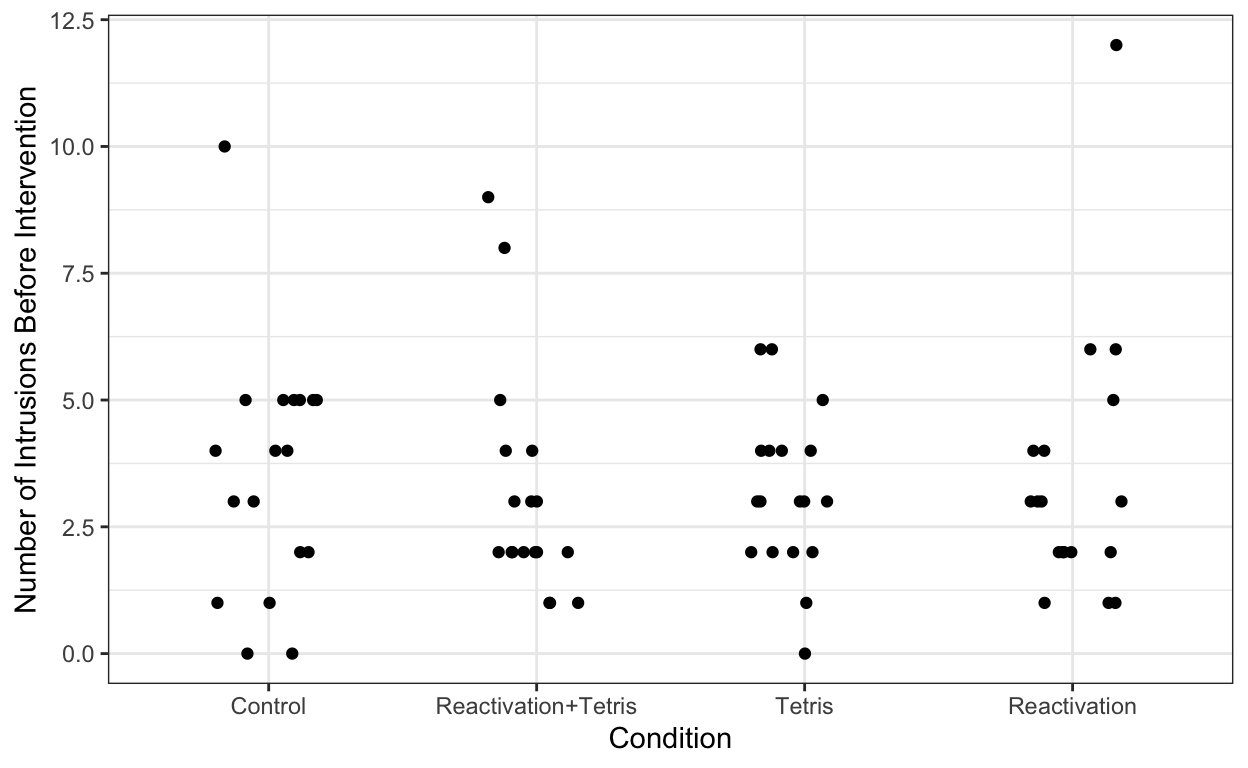 Number of Intrusions Before Intervention
12.5
10.0
7.5
5.0
2.5
0.0
Control Reactivation+Tetris Tetris Reactivation
Condition